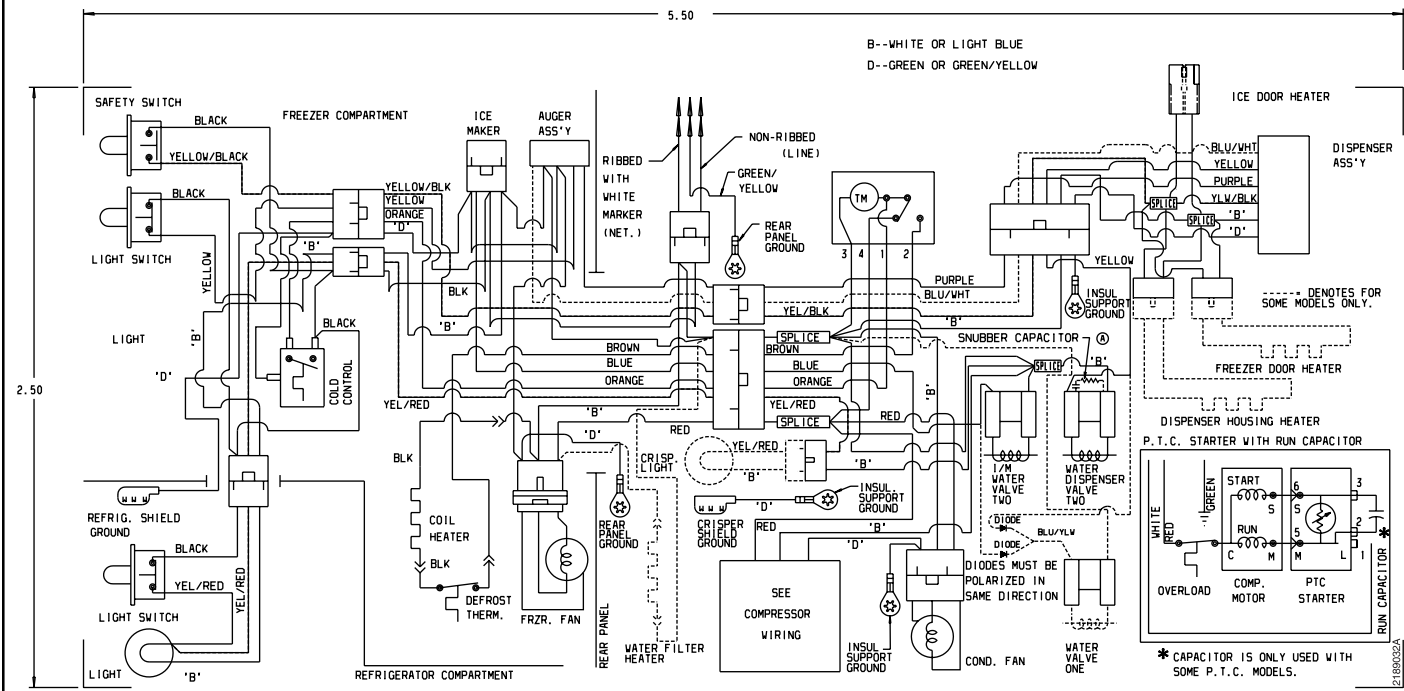 5.50
B--WHITE OR LIGHT BLUE
D--GREEN OR GREEN/YELLOW
2.50
SAFETY SWITCH
BLACK
YELLOW/BLACK
BLACK
LIGHT SWITCH
YELLOW
LIGHT
'B'
'D'
FREEZER COMPARTMENT
ICE
MAKER
AUGER
ASS'Y
YELLOW/BLK
YELLOW
ORANGE
'D'
'B'
BLK
BLACK
COLD
CONTROL
'B'
RIBBED
WITH
WHITE
MARKER
(NET.)
NON-RIBBED
(LINE)
GREEN/
YELLOW
REAR
PANEL
GROUND
TM
3 4 1 2
ICE DOOR HEATER
BLU/WHT
YELLOW
PURPLE
YLW/BLK
'B'
'D'
SPLICE
SPLICE
DISPENSER
ASS'Y
YELLOW
PURPLE
BLU/WHT
YEL/BLK
'B'
INSUL
SUPPORT
GROUND
---- DENOTES FOR
SOME MODELS ONLY.
SPLICE
SNUBBER CAPACITOR
A
BROWN
BROWN
BLUE
BLUE
ORANGE
ORANGE
YEL/RED
YEL/RED
'B'
RED
SPLICE
RED
'B'
SPLICE
'B'
FREEZER DOOR HEATER
DISPENSER HOUSING HEATER
'D'
BLK
COIL
HEATER
BLK
DEFROST
THERM.
FRZR. FAN
REAR
PANEL
GROUND
REAR PANEL
WATER FILTER
HEATER
CRISP.
LIGHT
YEL/RED
'B'
'B'
CRISPER
SHIELD
GROUND
'D'
INSUL.
SUPPORT
GROUND
RED
'B'
'D'
SEE
COMPRESSOR
WIRING
INSUL
SUPPORT
GROUND
COND. FAN
I/M
WATER
VALVE
TWO
WATER
DISPENSER
VALVE
TWO
DIODE
DIODE
BLU/YLW
DIODES MUST BE
POLARIZED IN
SAME DIRECTION
WATER
VALVE
ONE
REFRIG. SHIELD
GROUND
BLACK
YEL/RED
YEL/RED
LIGHT SWITCH
LIGHT
'B'
REFRIGERATOR COMPARTMENT
P.T.C. STARTER WITH RUN CAPACITOR
WHITE
RED
GREEN
START
S
6
S
3
RUN
C
M
5
M
L
2
1
OVERLOAD
COMP.
MOTOR
PTC
STARTER
RUN CAPACITOR *
* CAPACITOR IS ONLY USED WITH
SOME P.T.C. MODELS.
2189032A